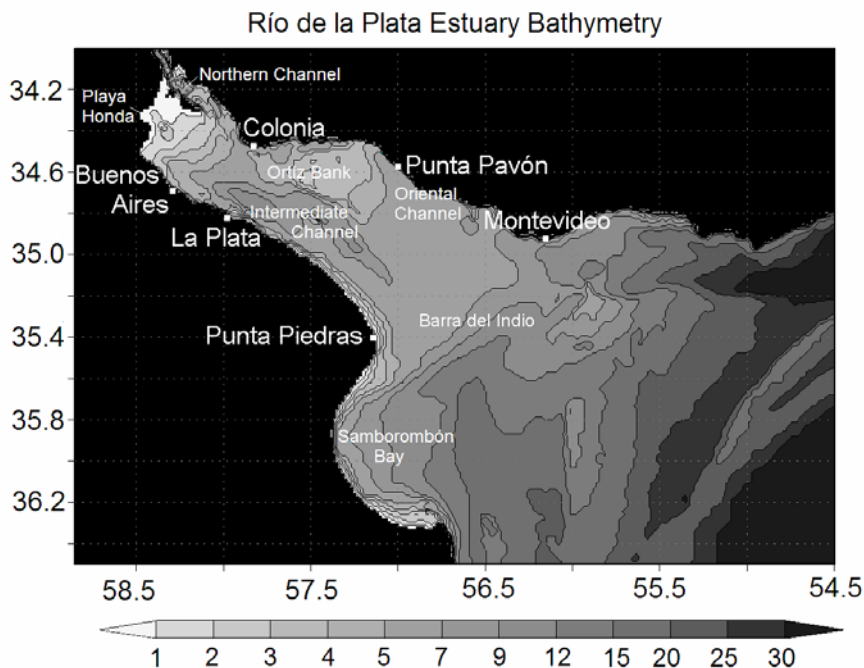 Río de la Plata Estuary Bathymetry
34.2
34.6
35.0
35.4
35.8
36.2
Northern Channel
Playa
Honda
Colonia
Buenos
Aires
Ortíz Bank
Punta Pavón
Oriental
Channel
Intermediate
Channel
La Plata
Montevideo
Barra del Indio
Punta Piedras
Samborombón
Bay
58.5 57.5 56.5 55.5 54.5
1 2 3 4 5 7 9 12 15 20 25 30